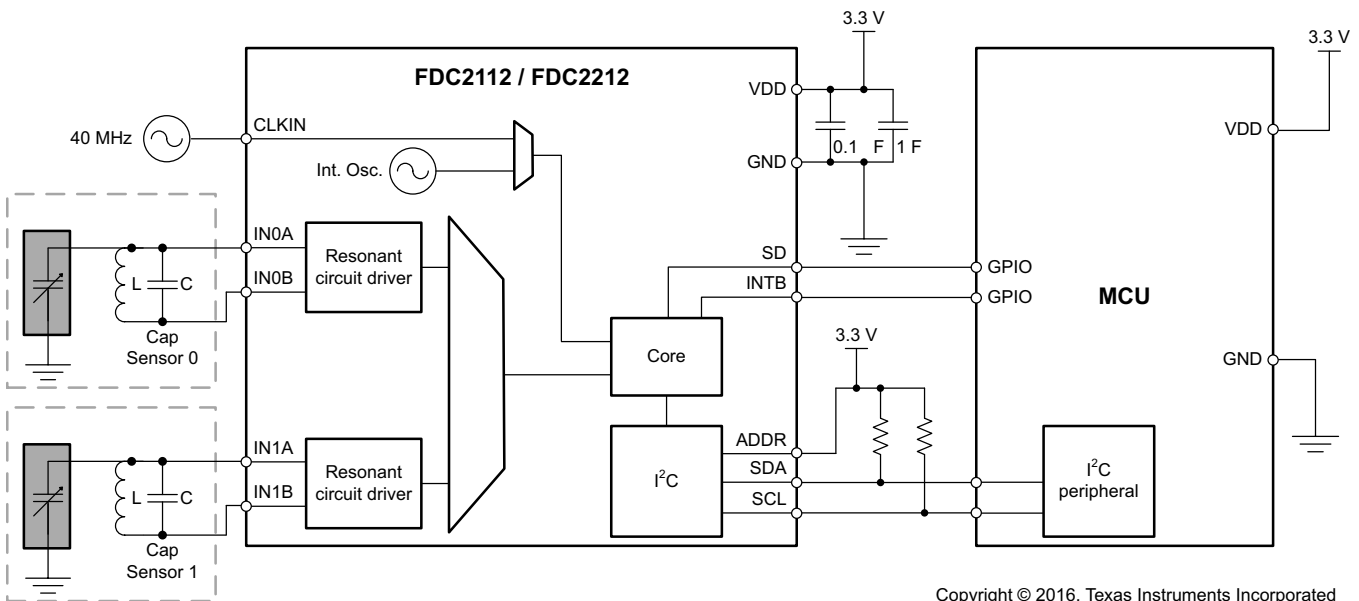 3.3 V
3.3 V
FDC2112 / FDC2212
VDD
CLKIN
40 MHz
VDD
0.1 F 1 F
GND
Int. Osc.
IN0A
Resonant
circuit driver
SD
GPIO
L C
IN0B
INTB
GPIO
MCU
Cap
Sensor 0
Core
3.3 V
GND
IN1A
Resonant
circuit driver
ADDR
L C
IN1B
I²C
SDA
I²C
peripheral
SCL
Cap
Sensor 1
Copyright © 2016, Texas Instruments Incorporated